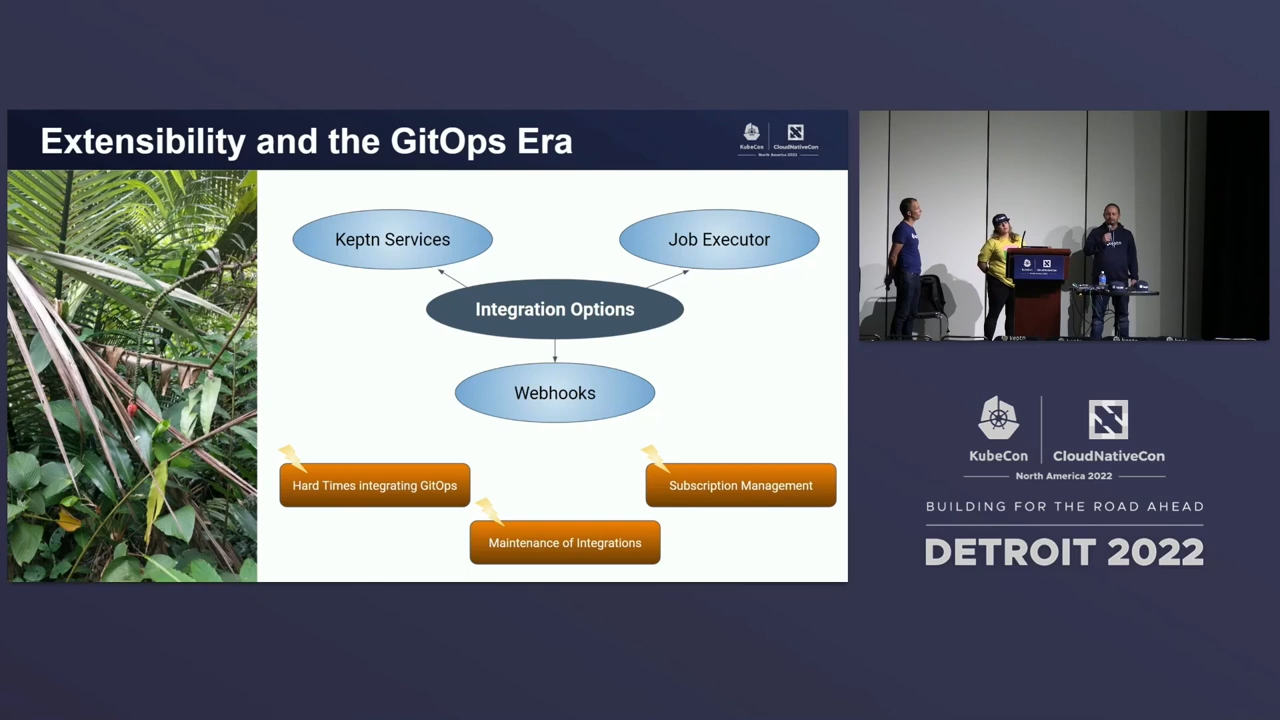 Extensibility and the GitOps Era
KubeCon CloudNativeCon
North America 2022
Keptn Services
Job Executor
Integration Options
Webhooks
Hard Times integrating GitOps
Subscription Management
Maintenance of Integrations
keptn
KubeCon CloudNativeCon
North America 2022
BUILDING FOR THE ROAD AHEAD
DETROIT 2022